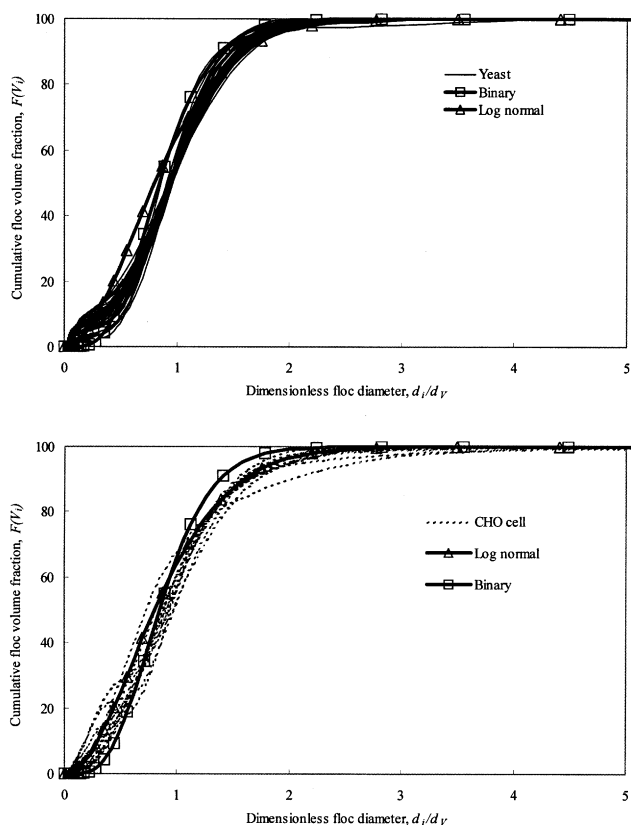 100
80
60
40
20
0
Cumulative floc volume fraction, F(Vi)
Yeast
Binary
Log normal
0 1 2 3 4 5
Dimensionless floc diameter, di/dV
100
80
60
40
20
0
Cumulative floc volume fraction, F(Vi)
CHO cell
Log normal
Binary
0 1 2 3 4 5
Dimensionless floc diameter, di/dV